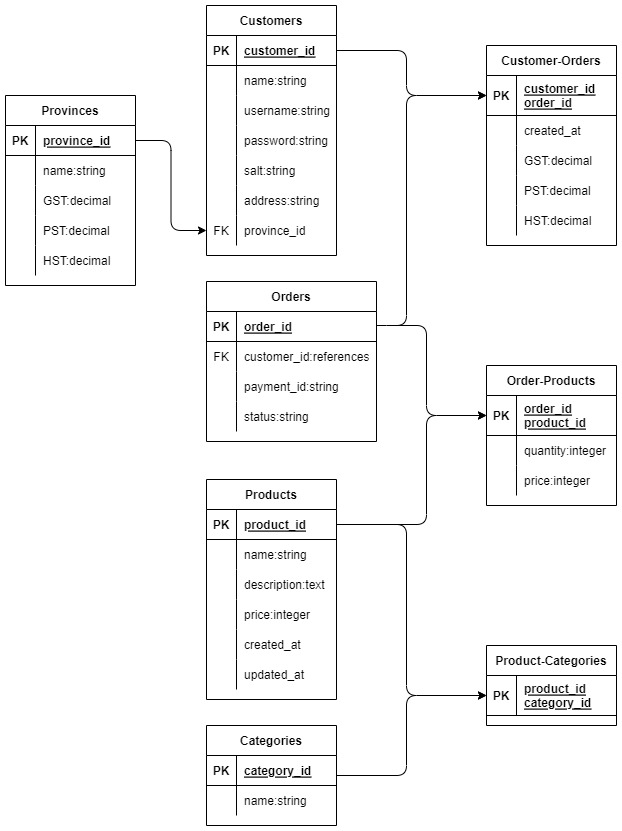 Provinces
PK province_id
name:string
GST:decimal
PST:decimal
HST:decimal
Customers
PK customer_id
name:string
username:string
password:string
salt:string
address:string
FK province_id
Orders
PK order_id
FK customer_id:references
payment_id:string
status:string
Products
PK product_id
name:string
description:text
price:integer
created_at
updated_at
Categories
PK category_id
name:string
Customer-Orders
PK customer_id
order_id
created_at
GST:decimal
PST:decimal
HST:decimal
Order-Products
PK order_id
product_id
quantity:integer
price:integer
Product-Categories
PK product_id
category_id